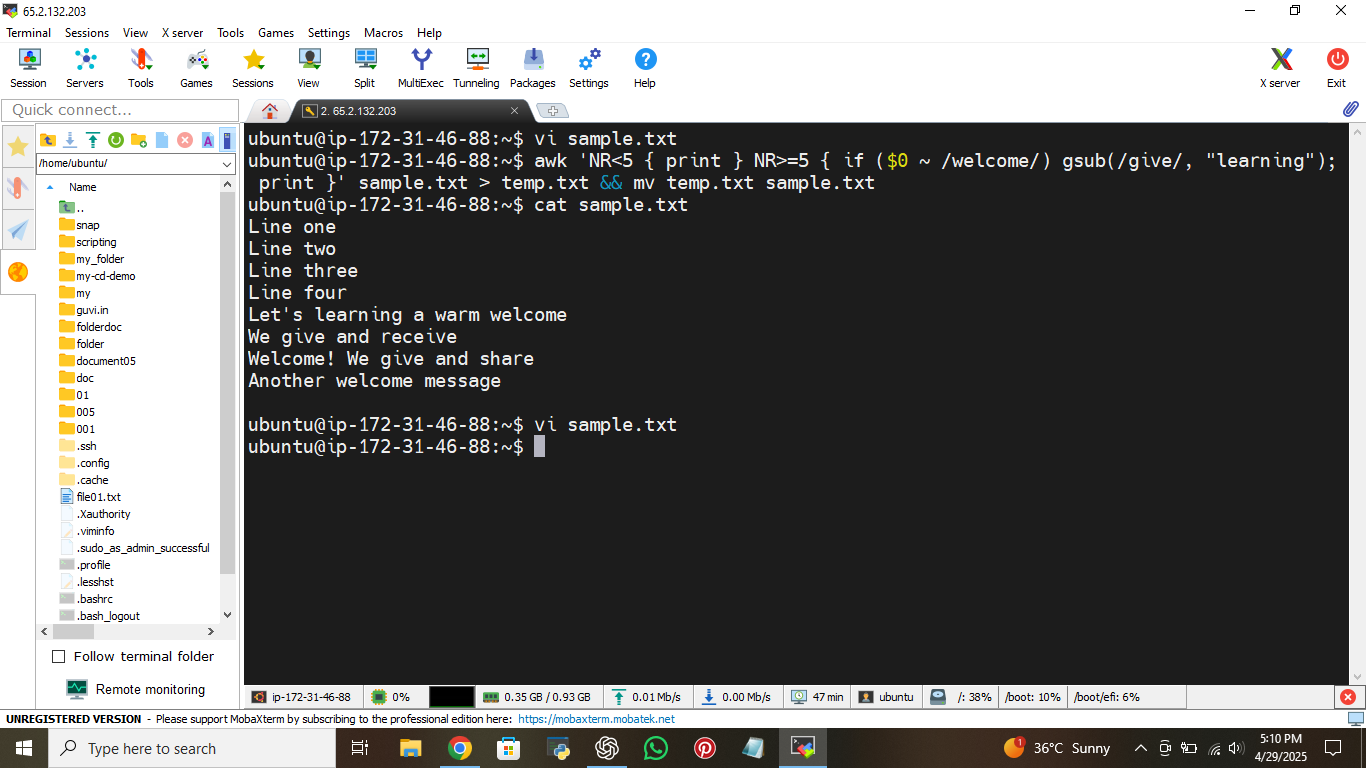 65.2.132.203
Terminal Sessions View X server Tools Games Settings Macros Help
Session Servers Tools Games Sessions View Split MultiExec Tunneling Packages Settings Help X server Exit
Quick connect...
2. 65.2.132.203
/home/ubuntu/
Name
..
snap
scripting
my_folder
my-cd-demo
my
guvi.in
folderdoc
folder
document05
doc
01
005
001
.ssh
.config
.cache
file01.txt
.Xauthority
.viminfo
.sudo_as_admin_successful
.profile
.lesshst
.bashrc
.bash_logout
Follow terminal folder
Remote monitoring
ubuntu@ip-172-31-46-88:~$ vi sample.txt
ubuntu@ip-172-31-46-88:~$ awk 'NR<5 { print } NR>=5 { if ($0 ~ /welcome/) gsub(/give/, "learning");
print }' sample.txt > temp.txt && mv temp.txt sample.txt
ubuntu@ip-172-31-46-88:~$ cat sample.txt
Line one
Line two
Line three
Line four
Let's learning a warm welcome
We give and receive
Welcome! We give and share
Another welcome message
ubuntu@ip-172-31-46-88:~$ vi sample.txt
ubuntu@ip-172-31-46-88:~$
ip-172-31-46-88 0% 0.35 GB / 0.93 GB 0.01 Mb/s 0.00 Mb/s 47 min ubuntu /: 38% /boot: 10% /boot/efi: 6%
UNREGISTERED VERSION - Please support MobaXterm by subscribing to the professional edition here: https://mobaxterm.mobatek.net
Type here to search
36°C Sunny
5:10 PM
4/29/2025